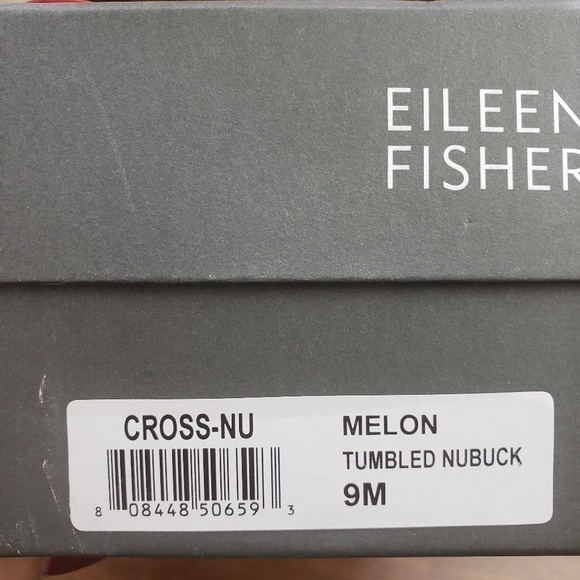 EILEEN
FISHER
CROSS-NU
8 08448 50659 3
MELON
TUMBLED NUBUCK
9M